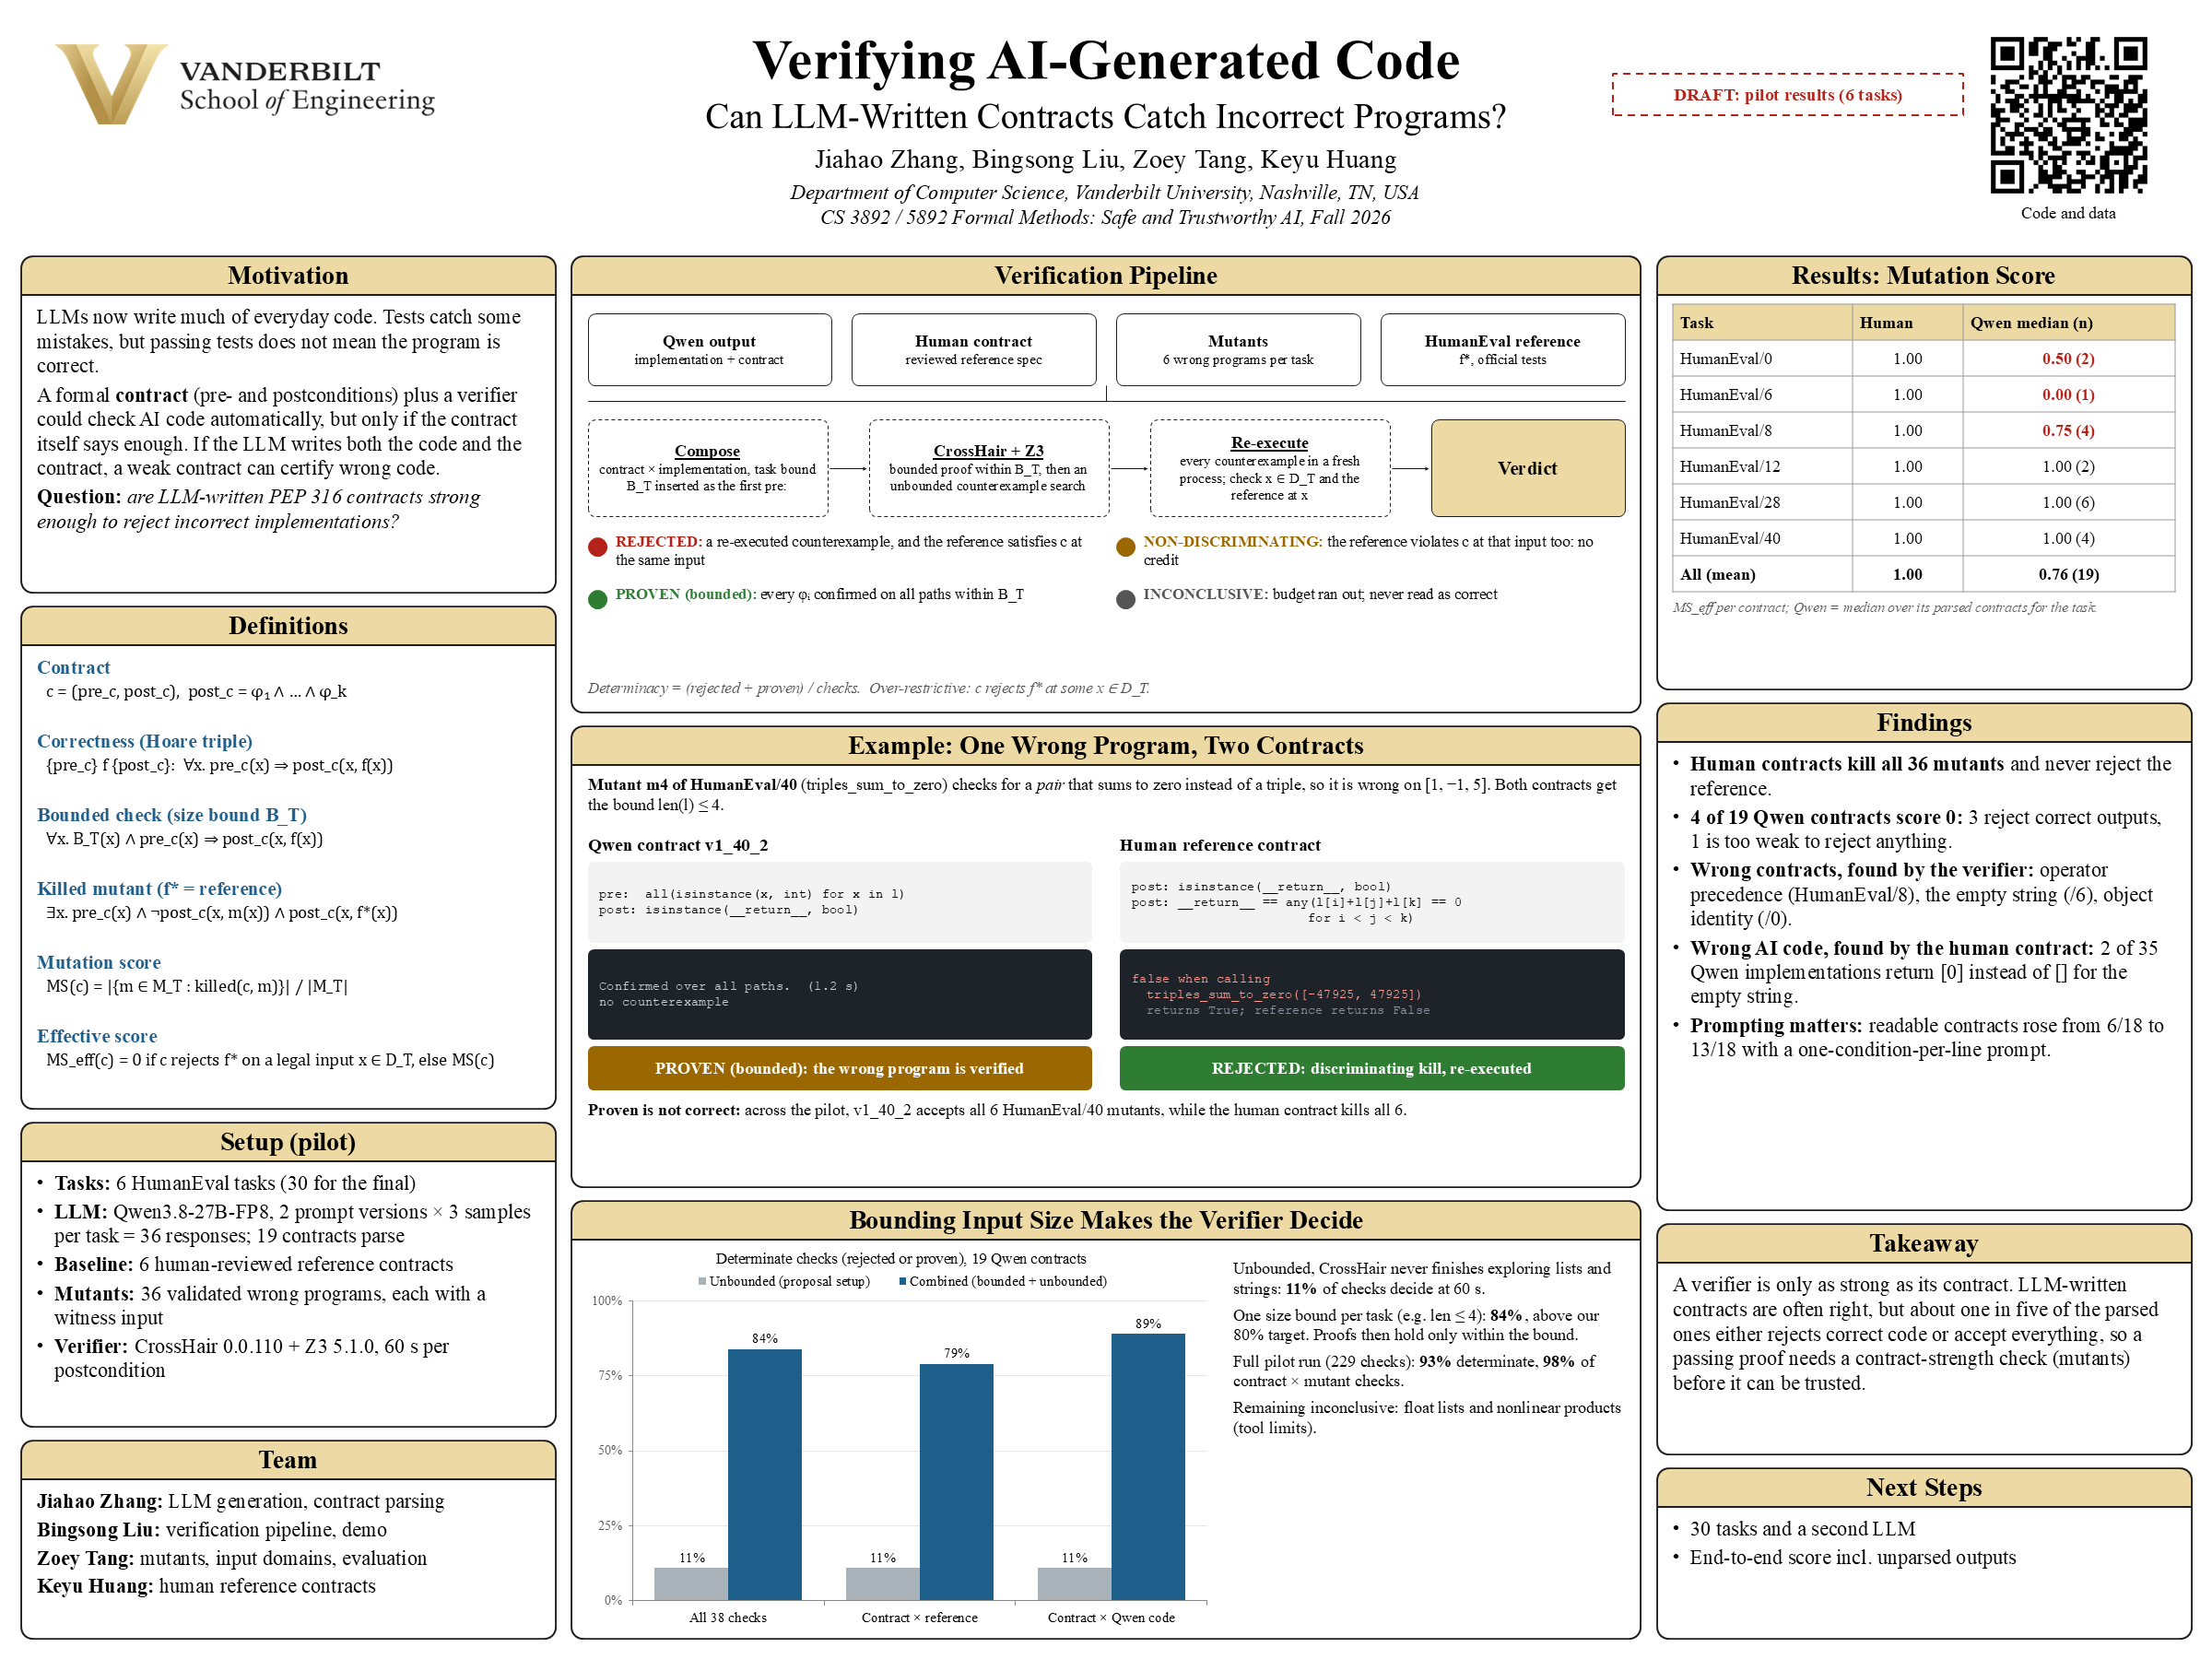 VANDERBILT
School of Engineering
Verifying AI-Generated Code
Can LLM-Written Contracts Catch Incorrect Programs?
Jiahao Zhang, Bingsong Liu, Zoey Tang, Keyu Huang
Department of Computer Science, Vanderbilt University, Nashville, TN, USA
CS 3892 / 5892 Formal Methods: Safe and Trustworthy AI, Fall 2026
DRAFT: pilot results (6 tasks)
Code and data
Motivation
LLMs now write much of everyday code. Tests catch some
mistakes, but passing tests does not mean the program is
correct.
A formal contract (pre- and postconditions) plus a verifier
could check AI code automatically, but only if the contract
itself says enough. If the LLM writes both the code and the
contract, a weak contract can certify wrong code.
Question: are LLM-written PEP 316 contracts strong
enough to reject incorrect implementations?
Definitions
Contract
c = (pre_c, post_c),  post_c = φ₁ ∧ … ∧ φ_k
Correctness (Hoare triple)
{pre_c} f {post_c}:  ∀x. pre_c(x) ⇒ post_c(x, f(x))
Bounded check (size bound B_T)
∀x. B_T(x) ∧ pre_c(x) ⇒ post_c(x, f(x))
Killed mutant (f* = reference)
∃x. pre_c(x) ∧ ¬post_c(x, m(x)) ∧ post_c(x, f*(x))
Mutation score
MS(c) = |{m ∈ M_T : killed(c, m)}| / |M_T|
Effective score
MS_eff(c) = 0 if c rejects f* on a legal input x ∈ D_T, else MS(c)
Setup (pilot)
• Tasks: 6 HumanEval tasks (30 for the final)
• LLM: Qwen3.8-27B-FP8, 2 prompt versions × 3 samples
per task = 36 responses; 19 contracts parse
• Baseline: 6 human-reviewed reference contracts
• Mutants: 36 validated wrong programs, each with a
witness input
• Verifier: CrossHair 0.0.110 + Z3 5.1.0, 60 s per
postcondition
Team
Jiahao Zhang: LLM generation, contract parsing
Bingsong Liu: verification pipeline, demo
Zoey Tang: mutants, input domains, evaluation
Keyu Huang: human reference contracts
Verification Pipeline
Qwen output
implementation + contract
Human contract
reviewed reference spec
Mutants
6 wrong programs per task
HumanEval reference
f*, official tests
Compose
contract × implementation, task bound
B_T inserted as the first pre:
CrossHair + Z3
bounded proof within B_T, then an
unbounded counterexample search
Re-execute
every counterexample in a fresh
process; check x ∈ D_T and the
reference at x
Verdict
REJECTED: a re-executed counterexample, and the reference satisfies c at
the same input
NON-DISCRIMINATING: the reference violates c at that input too: no
credit
PROVEN (bounded): every φᵢ confirmed on all paths within B_T
INCONCLUSIVE: budget ran out; never read as correct
Determinacy = (rejected + proven) / checks.  Over-restrictive: c rejects f* at some x ∈ D_T.
Example: One Wrong Program, Two Contracts
Mutant m4 of HumanEval/40 (triples_sum_to_zero) checks for a pair that sums to zero instead of a triple, so it is wrong on [1, −1, 5]. Both contracts get
the bound len(l) ≤ 4.
Qwen contract v1_40_2
pre:  all(isinstance(x, int) for x in l)
post: isinstance(__return__, bool)
Confirmed over all paths.  (1.2 s)
no counterexample
PROVEN (bounded): the wrong program is verified
Human reference contract
post: isinstance(__return__, bool)
post: __return__ == any(l[i]+l[j]+l[k] == 0
for i < j < k)
false when calling
triples_sum_to_zero([-47925, 47925])
returns True; reference returns False
REJECTED: discriminating kill, re-executed
Proven is not correct: across the pilot, v1_40_2 accepts all 6 HumanEval/40 mutants, while the human contract kills all 6.
Bounding Input Size Makes the Verifier Decide
Determinate checks (rejected or proven), 19 Qwen contracts
Unbounded (proposal setup)  Combined (bounded + unbounded)
100%
75%
50%
25%
0%
11%
84%
11%
79%
11%
89%
All 38 checks
Contract × reference
Contract × Qwen code
Unbounded, CrossHair never finishes exploring lists and
strings: 11% of checks decide at 60 s.
One size bound per task (e.g. len ≤ 4): 84%, above our
80% target. Proofs then hold only within the bound.
Full pilot run (229 checks): 93% determinate, 98% of
contract × mutant checks.
Remaining inconclusive: float lists and nonlinear products
(tool limits).
Results: Mutation Score
Task  Human  Qwen median (n)
HumanEval/0  1.00  0.50 (2)
HumanEval/6  1.00  0.00 (1)
HumanEval/8  1.00  0.75 (4)
HumanEval/12  1.00  1.00 (2)
HumanEval/28  1.00  1.00 (6)
HumanEval/40  1.00  1.00 (4)
All (mean)  1.00  0.76 (19)
MS_eff per contract; Qwen = median over its parsed contracts for the task.
Findings
• Human contracts kill all 36 mutants and never reject the
reference.
• 4 of 19 Qwen contracts score 0: 3 reject correct outputs,
1 is too weak to reject anything.
• Wrong contracts, found by the verifier: operator
precedence (HumanEval/8), the empty string (/6), object
identity (/0).
• Wrong AI code, found by the human contract: 2 of 35
Qwen implementations return [0] instead of [] for the
empty string.
• Prompting matters: readable contracts rose from 6/18 to
13/18 with a one-condition-per-line prompt.
Takeaway
A verifier is only as strong as its contract. LLM-written
contracts are often right, but about one in five of the parsed
ones either rejects correct code or accept everything, so a
passing proof needs a contract-strength check (mutants)
before it can be trusted.
Next Steps
• 30 tasks and a second LLM
• End-to-end score incl. unparsed outputs